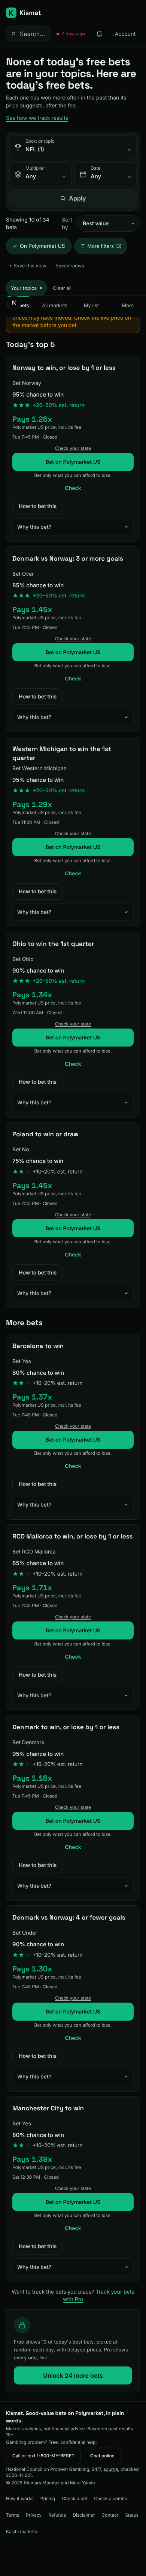 K Kismet
Search...
7 days ago
Account
None of today's free bets are in your topics. Here are today's free bets.
Each one has won more often in the past than its price suggests, after fees.
See how we track results
Sport or topic
NFL (1)
Multiplier
Any
Date
Any
Apply
Showing 10 of 34 bets
Sort by
Best value
On Polymarket US
More filters (3)
+ Save this view
Saved views
Your topics ×
Clear all
All markets
My list
More
N
prices may have moved. Check the live price on the market before you bet.
Today's top 5
Norway to win, or lose by 1 or less
Bet Norway
95% chance to win
★★★ +20–50% est. return
Pays 1.26x
Polymarket US price, incl. its fee
Tue 7:45 PM · Closed
Check your state
Bet on Polymarket US
Bet only what you can afford to lose.
Check
How to bet this
Why this bet?
Denmark vs Norway: 3 or more goals
Bet Over
85% chance to win
★★★ +20–50% est. return
Pays 1.45x
Polymarket US price, incl. its fee
Tue 7:45 PM · Closed
Check your state
Bet on Polymarket US
Bet only what you can afford to lose.
Check
How to bet this
Why this bet?
Western Michigan to win the 1st quarter
Bet Western Michigan
95% chance to win
★★★ +20–50% est. return
Pays 1.29x
Polymarket US price, incl. its fee
Tue 11:00 PM · Closed
Check your state
Bet on Polymarket US
Bet only what you can afford to lose.
Check
How to bet this
Why this bet?
Ohio to win the 1st quarter
Bet Ohio
90% chance to win
★★★ +20–50% est. return
Pays 1.34x
Polymarket US price, incl. its fee
Wed 12:00 AM · Closed
Check your state
Bet on Polymarket US
Bet only what you can afford to lose.
Check
How to bet this
Why this bet?
Poland to win or draw
Bet No
75% chance to win
★★ +10–20% est. return
Pays 1.45x
Polymarket US price, incl. its fee
Tue 7:45 PM · Closed
Check your state
Bet on Polymarket US
Bet only what you can afford to lose.
Check
How to bet this
Why this bet?
More bets
Barcelona to win
Bet Yes
80% chance to win
★★ +10–20% est. return
Pays 1.37x
Polymarket US price, incl. its fee
Tue 7:45 PM · Closed
Check your state
Bet on Polymarket US
Bet only what you can afford to lose.
Check
How to bet this
Why this bet?
RCD Mallorca to win, or lose by 1 or less
Bet RCD Mallorca
65% chance to win
★★ +10–20% est. return
Pays 1.71x
Polymarket US price, incl. its fee
Tue 7:45 PM · Closed
Check your state
Bet on Polymarket US
Bet only what you can afford to lose.
Check
How to bet this
Why this bet?
Denmark to win, or lose by 1 or less
Bet Denmark
95% chance to win
★★ +10–20% est. return
Pays 1.16x
Polymarket US price, incl. its fee
Tue 7:45 PM · Closed
Check your state
Bet on Polymarket US
Bet only what you can afford to lose.
Check
How to bet this
Why this bet?
Denmark vs Norway: 4 or fewer goals
Bet Under
90% chance to win
★★ +10–20% est. return
Pays 1.30x
Polymarket US price, incl. its fee
Tue 7:45 PM · Closed
Check your state
Bet on Polymarket US
Bet only what you can afford to lose.
Check
How to bet this
Why this bet?
Manchester City to win
Bet Yes
80% chance to win
★★ +10–20% est. return
Pays 1.39x
Polymarket US price, incl. its fee
Sat 12:30 PM · Closed
Check your state
Bet on Polymarket US
Bet only what you can afford to lose.
Check
How to bet this
Why this bet?
Want to track the bets you place? Track your bets with Pro
Free shows 10 of today's best bets, picked at random each day, with delayed prices. Pro shows every one, live.
Unlock 24 more bets
Kismet. Good-value bets on Polymarket, in plain words.
Market analytics, not financial advice. Based on past results. 18+.
Gambling problem? Free, confidential help:
Call or text 1-800-MY-RESET
Chat online
(National Council on Problem Gambling, 24/7, source, checked 2026-11-22).
© 2026 Kismera Momtaz and Marc Yamin
How it works
Pricing
Check a bet
Check a combo
Terms
Privacy
Refunds
Disclaimer
Contact
Status
Kalshi markets